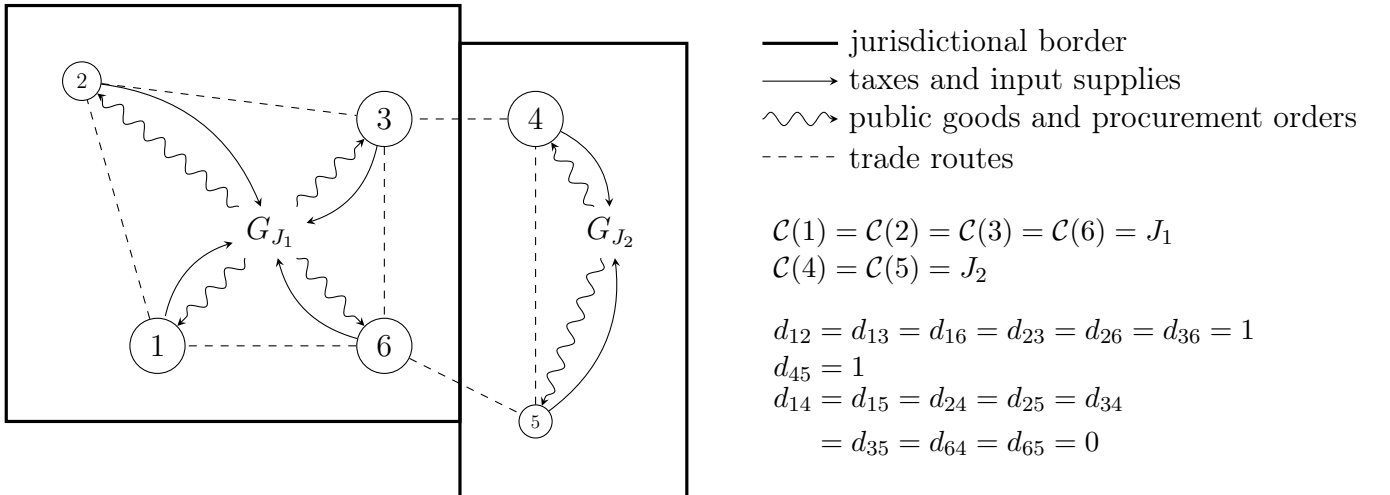 2
3
4
G_{J_1}
G_{J_2}
1
6
5
jurisdictional border
taxes and input supplies
public goods and procurement orders
trade routes
𝒞(1) = 𝒞(2) = 𝒞(3) = 𝒞(6) = J_1
𝒞(4) = 𝒞(5) = J_2
d_{12} = d_{13} = d_{16} = d_{23} = d_{26} = d_{36} = 1
d_{45} = 1
d_{14} = d_{15} = d_{24} = d_{25} = d_{34}
= d_{35} = d_{64} = d_{65} = 0